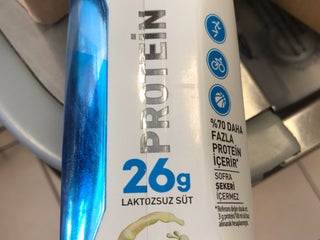 PROTEİN
26g
LAKTOZSUZ SÜT
%70 DAHA
FAZLA
PROTEİN
İÇERİR*
SOFRA
ŞEKERİ
İÇERMEZ